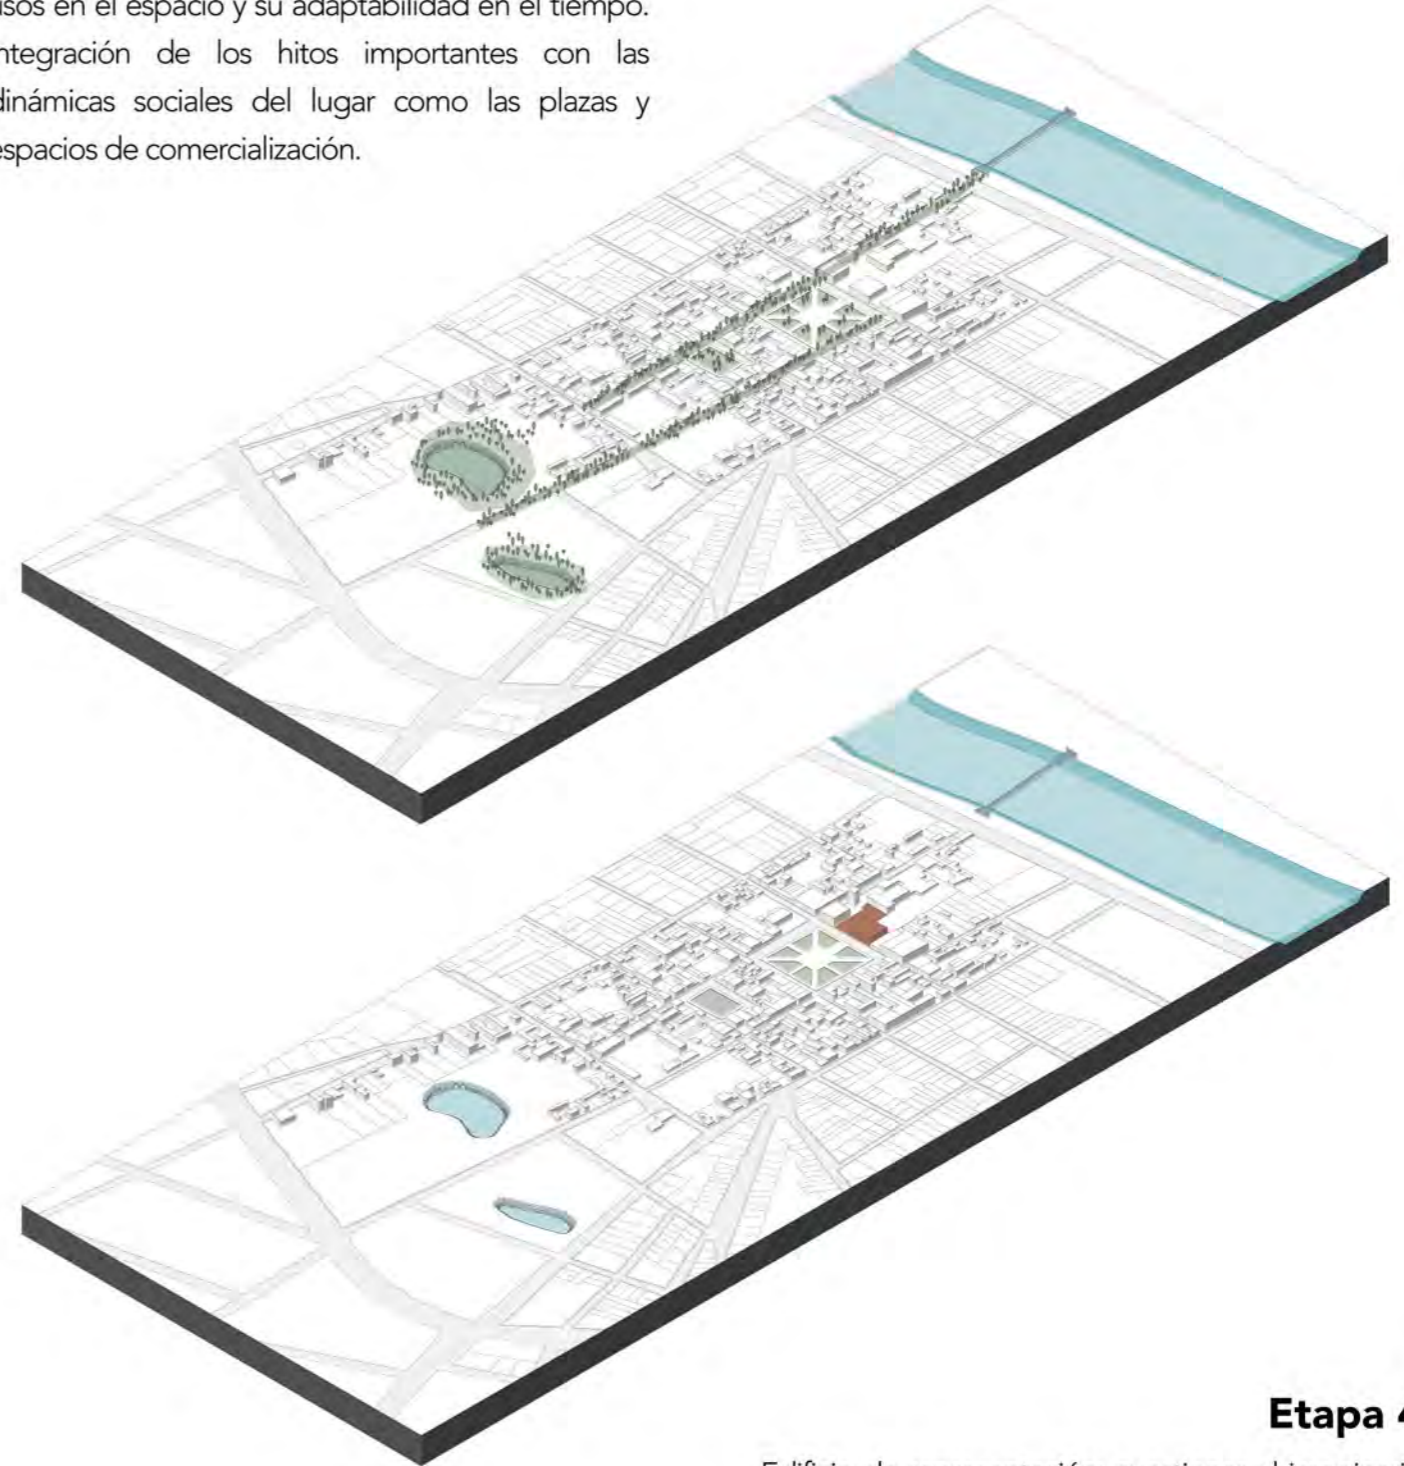 usos en el espacio y su adaptabilidad en el tiempo.
Integración de los hitos importantes con las
dinámicas sociales del lugar como las plazas y
espacios de comercialización.
Etapa 4